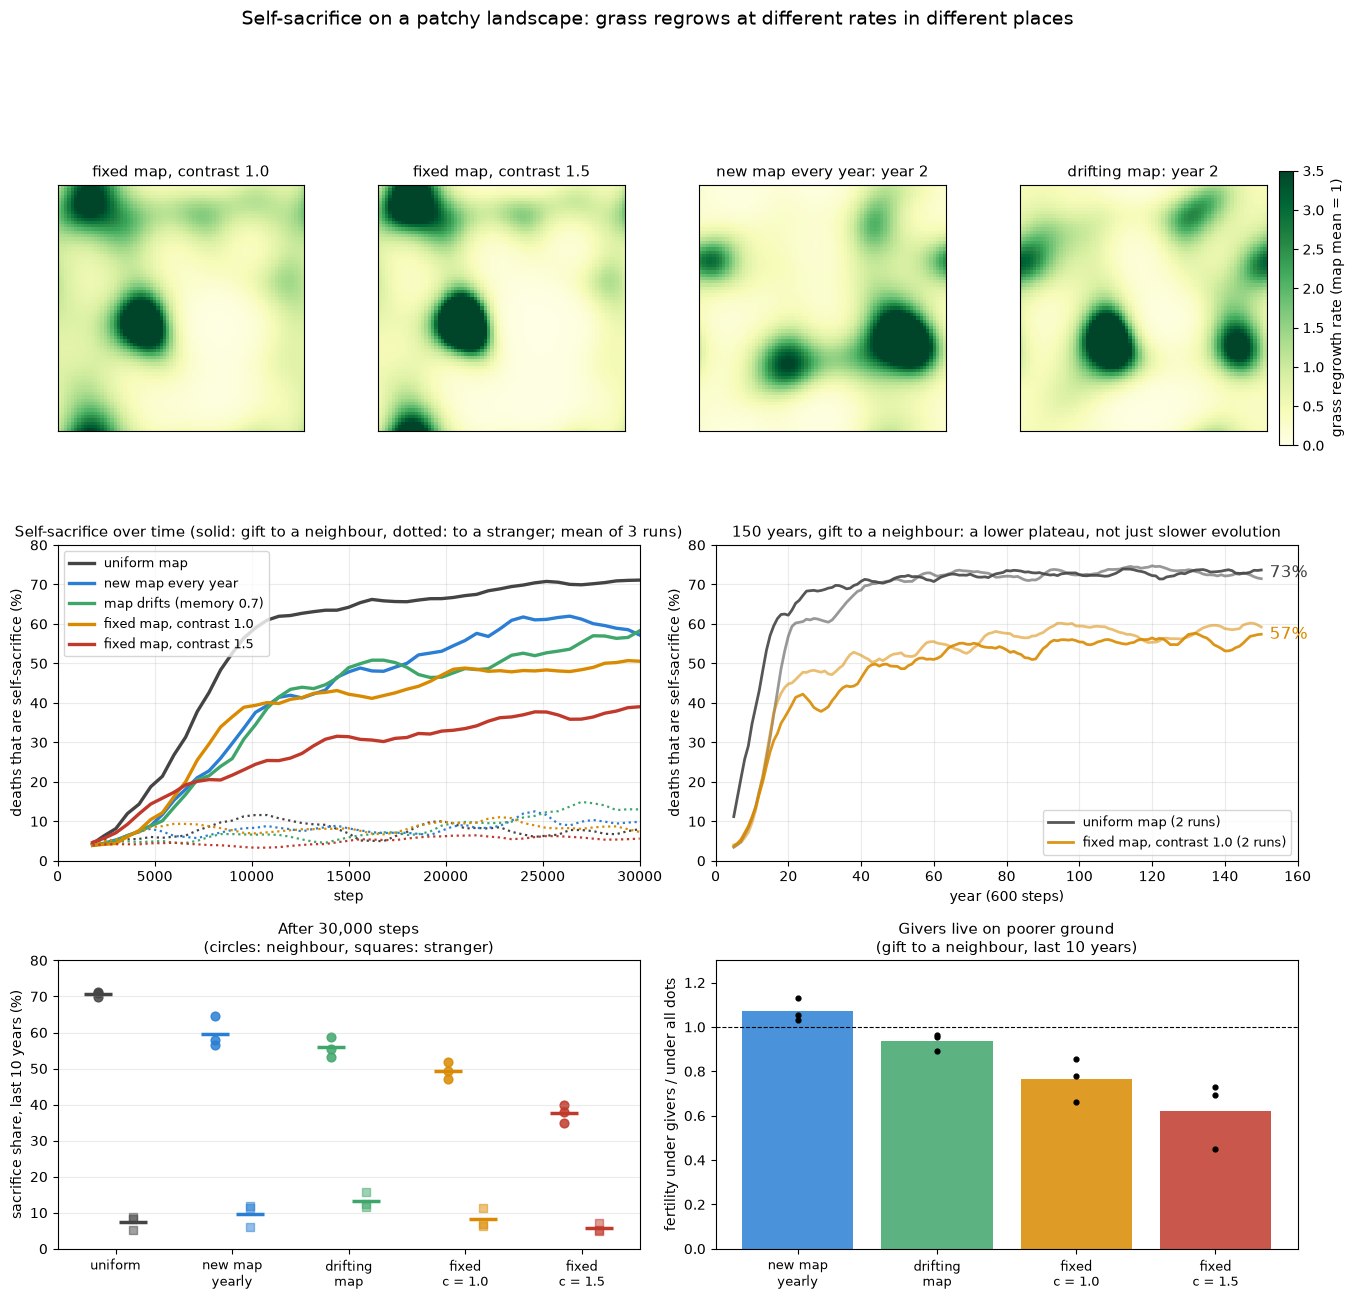 Self-sacrifice on a patchy landscape: grass regrows at different rates in different places
fixed map, contrast 1.0
fixed map, contrast 1.5
new map every year: year 2
drifting map: year 2
3.5
3.0
2.5
2.0
1.5
1.0
0.5
0.0
grass regrowth rate (map mean = 1)
Self-sacrifice over time (solid: gift to a neighbour, dotted: to a stranger; mean of 3 runs)
80
70
60
50
40
30
20
10
0
deaths that are self-sacrifice (%)
uniform map
new map every year
map drifts (memory 0.7)
fixed map, contrast 1.0
fixed map, contrast 1.5
0 5000 10000 15000 20000 25000 30000
step
150 years, gift to a neighbour: a lower plateau, not just slower evolution
80
70
60
50
40
30
20
10
0
deaths that are self-sacrifice (%)
73%
57%
uniform map (2 runs)
fixed map, contrast 1.0 (2 runs)
0 20 40 60 80 100 120 140 160
year (600 steps)
After 30,000 steps
(circles: neighbour, squares: stranger)
80
70
60
50
40
30
20
10
0
sacrifice share, last 10 years (%)
uniform
new map
yearly
drifting
map
fixed
c = 1.0
fixed
c = 1.5
Givers live on poorer ground
(gift to a neighbour, last 10 years)
1.2
1.0
0.8
0.6
0.4
0.2
0.0
fertility under givers / under all dots
new map
yearly
drifting
map
fixed
c = 1.0
fixed
c = 1.5